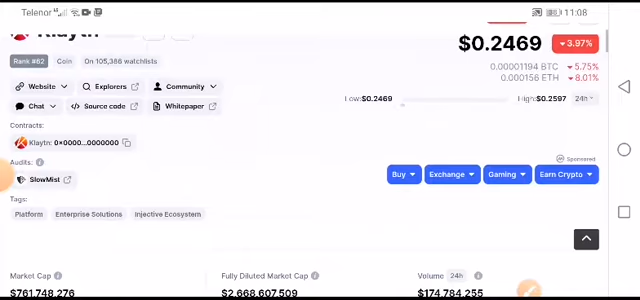 Telenor 11:08
Klaytn
$0.2469 3.97%
Rank #62 Coin On 105,386 watchlists
0.00001194 BTC 5.75%
0.000156 ETH 8.01%
Website Explorers Community
Low:$0.2469 High:$0.2597 24h
Chat Source code Whitepaper
Contracts:
Klaytn: 0x0000...0000000
Audits:
Sponsored
SlowMist
Buy Exchange Gaming Earn Crypto
Tags:
Platform Enterprise Solutions Injective Ecosystem
Market Cap Fully Diluted Market Cap Volume 24h
$761,748,276 $2,668,607,509 $174,784,255